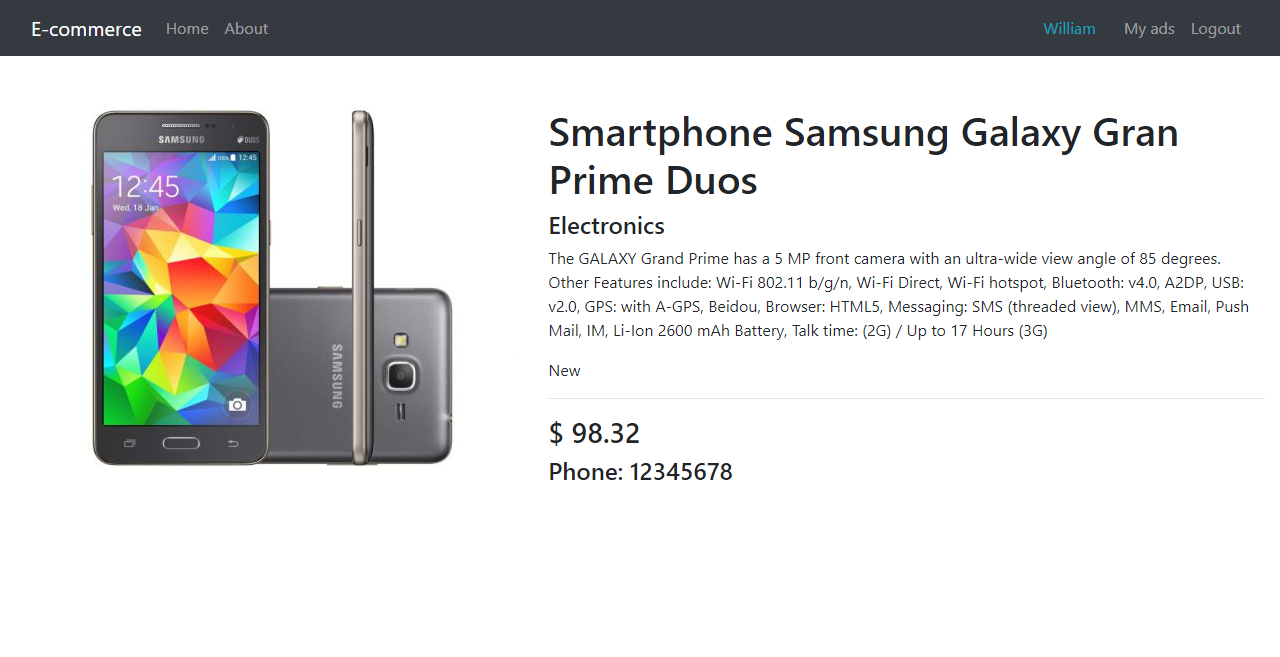 E-commerce Home About William My ads Logout
SAMSUNG DUOS
100% 12:45
12:45
Wed, 18 Jan
SAMSUNG
Smartphone Samsung Galaxy Gran
Prime Duos
Electronics
The GALAXY Grand Prime has a 5 MP front camera with an ultra-wide view angle of 85 degrees.
Other Features include: Wi-Fi 802.11 b/g/n, Wi-Fi Direct, Wi-Fi hotspot, Bluetooth: v4.0, A2DP, USB:
v2.0, GPS: with A-GPS, Beidou, Browser: HTML5, Messaging: SMS (threaded view), MMS, Email, Push
Mail, IM, Li-Ion 2600 mAh Battery, Talk time: (2G) / Up to 17 Hours (3G)
New
$ 98.32
Phone: 12345678